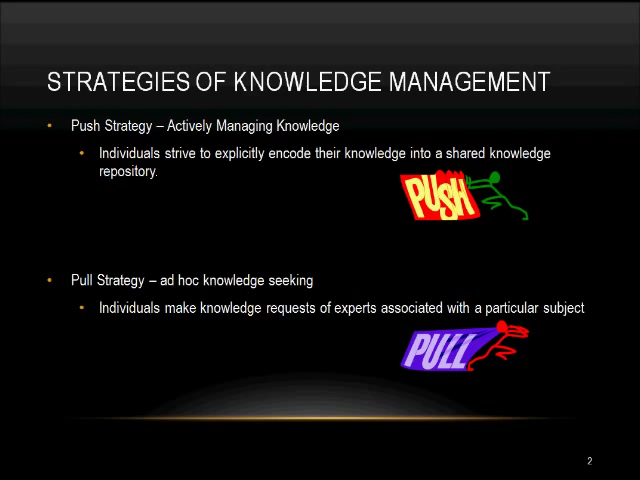 STRATEGIES OF KNOWLEDGE MANAGEMENT
• Push Strategy – Actively Managing Knowledge
• Individuals strive to explicitly encode their knowledge into a shared knowledge
repository.
PUSH
• Pull Strategy – ad hoc knowledge seeking
• Individuals make knowledge requests of experts associated with a particular subject
PULL
2